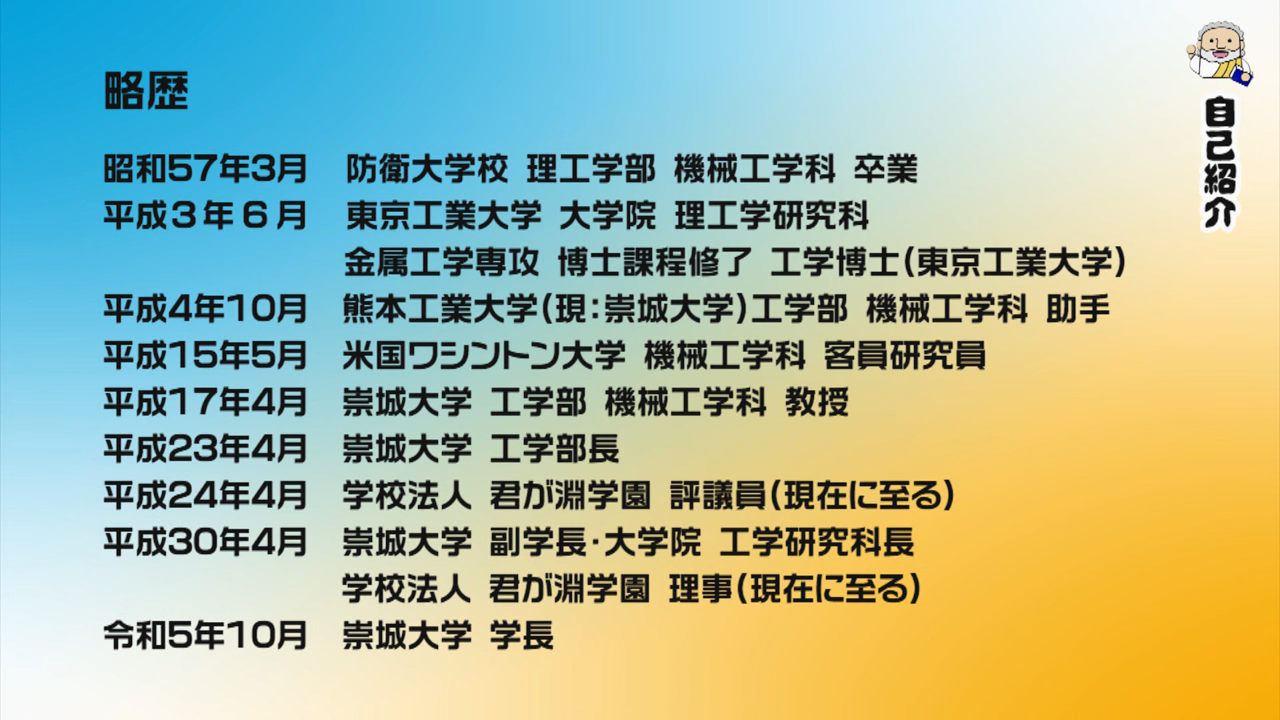 略歴
昭和57年3月 防衛大学校 理工学部 機械工学科 卒業
平成3年6月 東京工業大学 大学院 理工学研究科
金属工学専攻 博士課程修了 工学博士(東京工業大学)
平成4年10月 熊本工業大学(現:崇城大学)工学部 機械工学科 助手
平成15年5月 米国ワシントン大学 機械工学科 客員研究員
平成17年4月 崇城大学 工学部 機械工学科 教授
平成23年4月 崇城大学 工学部長
平成24年4月 学校法人 君が淵学園 評議員(現在に至る)
平成30年4月 崇城大学 副学長・大学院 工学研究科長
学校法人 君が淵学園 理事(現在に至る)
令和5年10月 崇城大学 学長
自己紹介